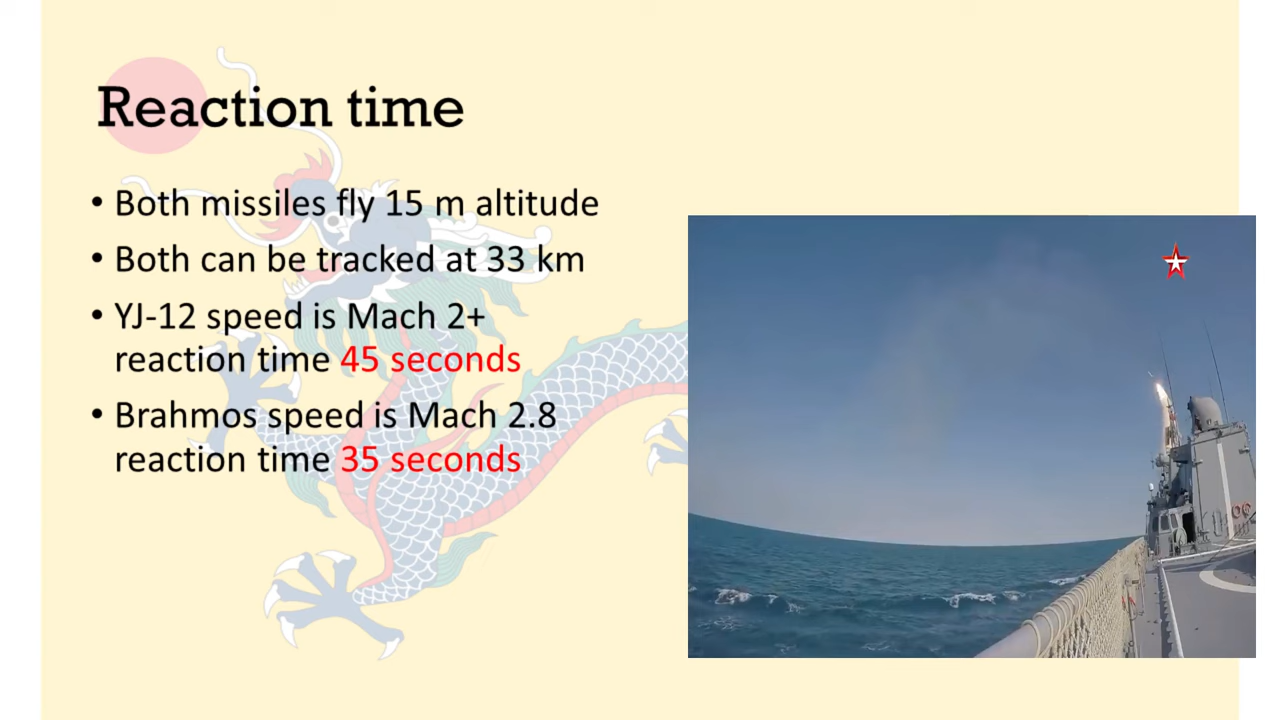 Reaction time
• Both missiles fly 15 m altitude
• Both can be tracked at 33 km
• YJ-12 speed is Mach 2+
reaction time 45 seconds
• Brahmos speed is Mach 2.8
reaction time 35 seconds